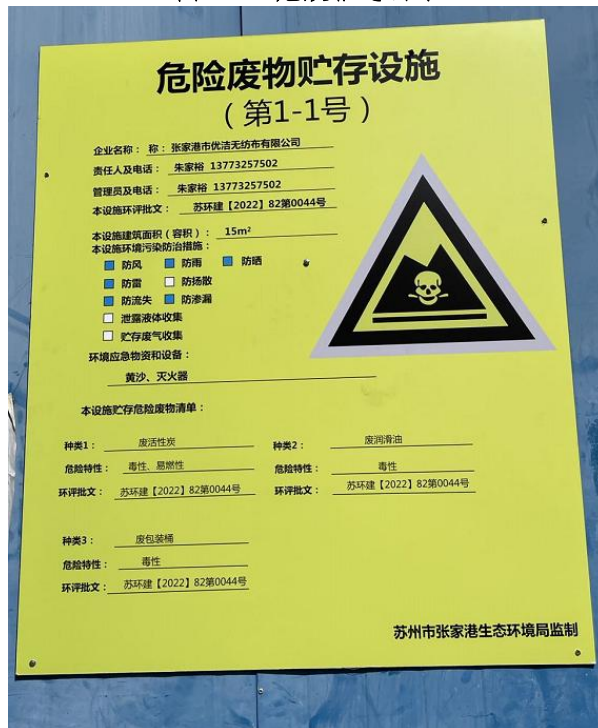 危险废物贮存设施
（第1-1号）
企业名称： 称：张家港市优洁无纺布有限公司
责任人及电话： 朱家裕 13773257502
管理员及电话： 朱家裕 13773257502
本设施环评批文： 苏环建【2022】82第0044号
本设施建筑面积（容积）： 15m²
本设施环境污染防治措施：
防风 防雨 防晒
防雷 防扬散
防流失 防渗漏
泄露液体收集
贮存废气收集
环境应急物资和设备：
黄沙、灭火器
本设施贮存危险废物清单：
种类1： 废活性炭 种类2： 废润滑油
危险特性： 毒性、易燃性 危险特性： 毒性
环评批文： 苏环建【2022】82第0044号 环评批文： 苏环建【2022】82第0044号
种类3： 废包装桶
危险特性： 毒性
环评批文： 苏环建【2022】82第0044号
苏州市张家港生态环境局监制